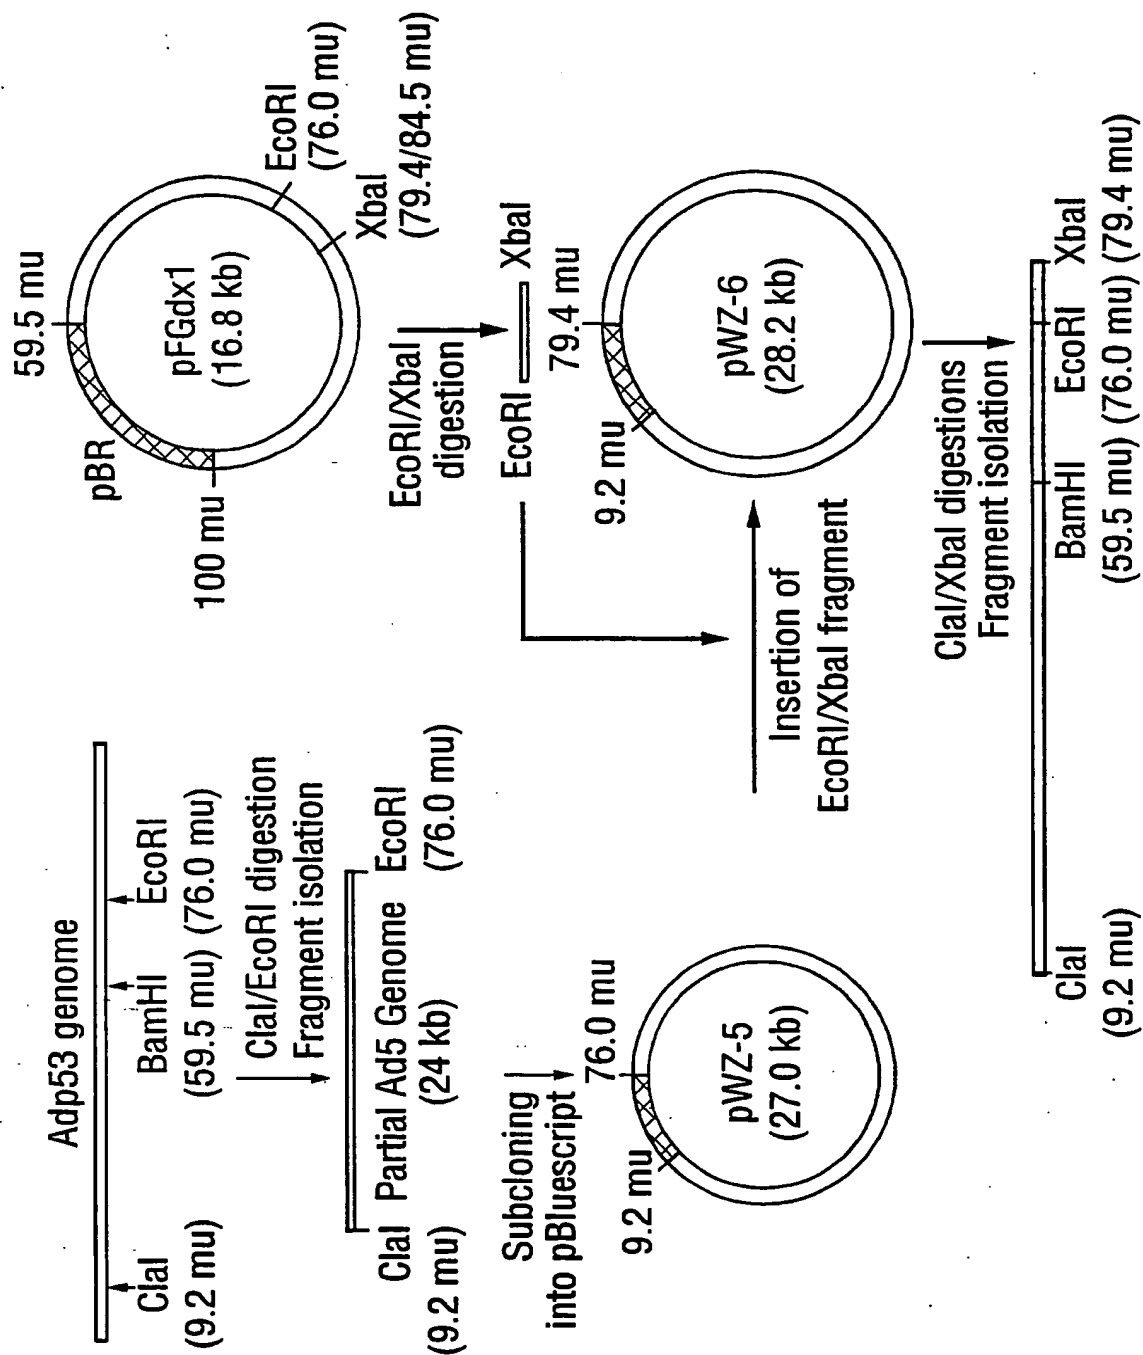 Adp53 genome
ClaI
(9.2 mu)
BamHI
(59.5 mu)
EcoRI
(76.0 mu)
ClaI/EcoRI digestion
Fragment isolation
ClaI
(9.2 mu)
Partial Ad5 Genome
(24 kb)
EcoRI
(76.0 mu)
Subcloning
into pBluescript
76.0 mu
9.2 mu
pWZ-5
(27.0 kb)
59.5 mu
pBR
100 mu
pFGdx1
(16.8 kb)
EcoRI
(76.0 mu)
XbaI
(79.4/84.5 mu)
EcoRI/XbaI
digestion
EcoRI
XbaI
Insertion of
EcoRI/XbaI fragment
79.4 mu
9.2 mu
pWZ-6
(28.2 kb)
ClaI/XbaI digestions
Fragment isolation
ClaI
(9.2 mu)
BamHI
(59.5 mu)
EcoRI
(76.0 mu)
XbaI
(79.4 mu)